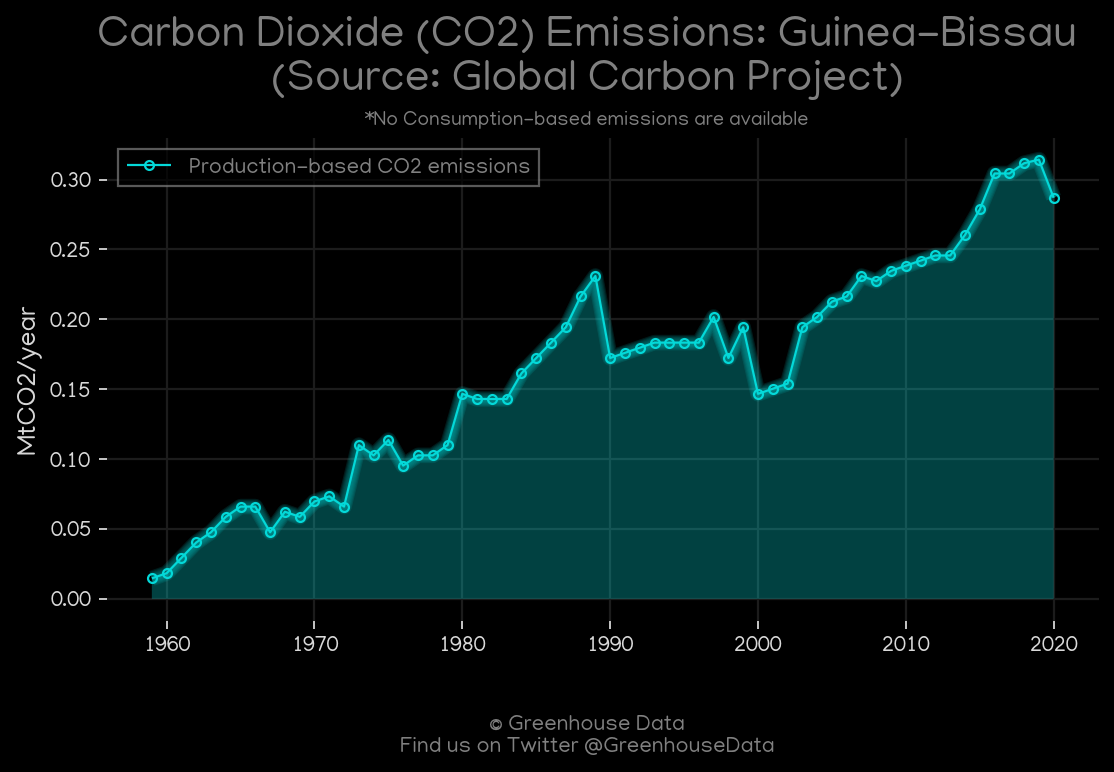 Carbon Dioxide (CO2) Emissions: Guinea-Bissau
(Source: Global Carbon Project)
*No Consumption-based emissions are available
Production-based CO2 emissions
MtCO2/year
0.30
0.25
0.20
0.15
0.10
0.05
0.00
1960 1970 1980 1990 2000 2010 2020
© Greenhouse Data
Find us on Twitter @GreenhouseData